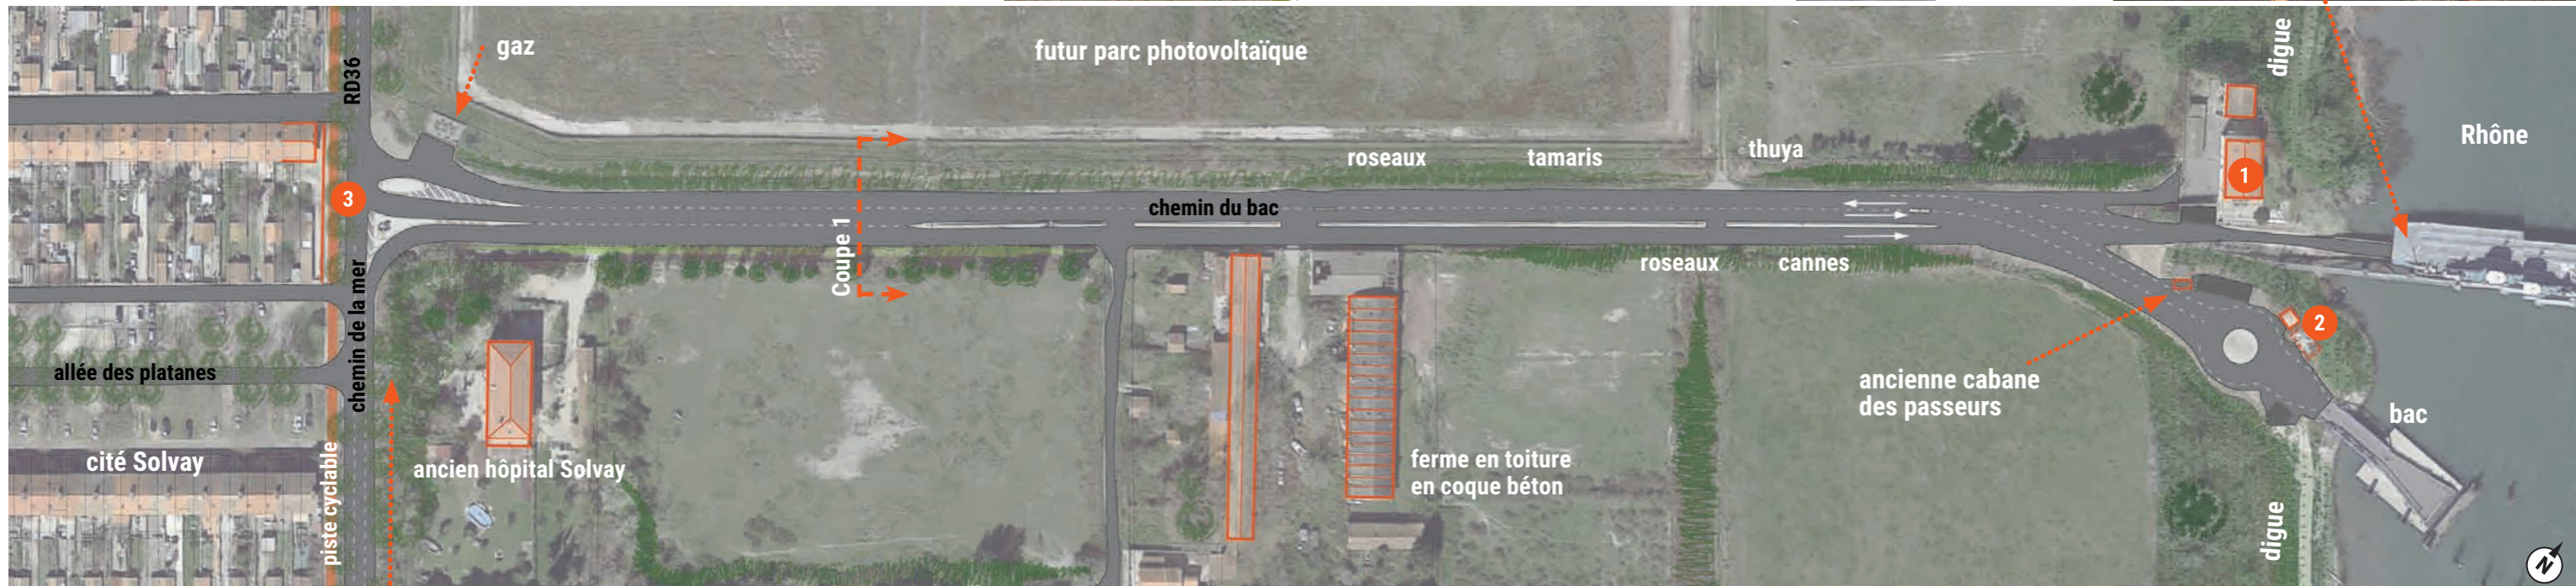 gaz
futur parc photovoltaïque
digue
RD36
Rhône
roseaux
tamaris
thuya
1
3
chemin du bac
Coupe 1
roseaux
cannes
chemin de la mer
2
allée des platanes
ancienne cabane
des passeurs
bac
cité Solvay
piste cyclable
ancien hôpital Solvay
ferme en toiture
en coque béton
digue
N